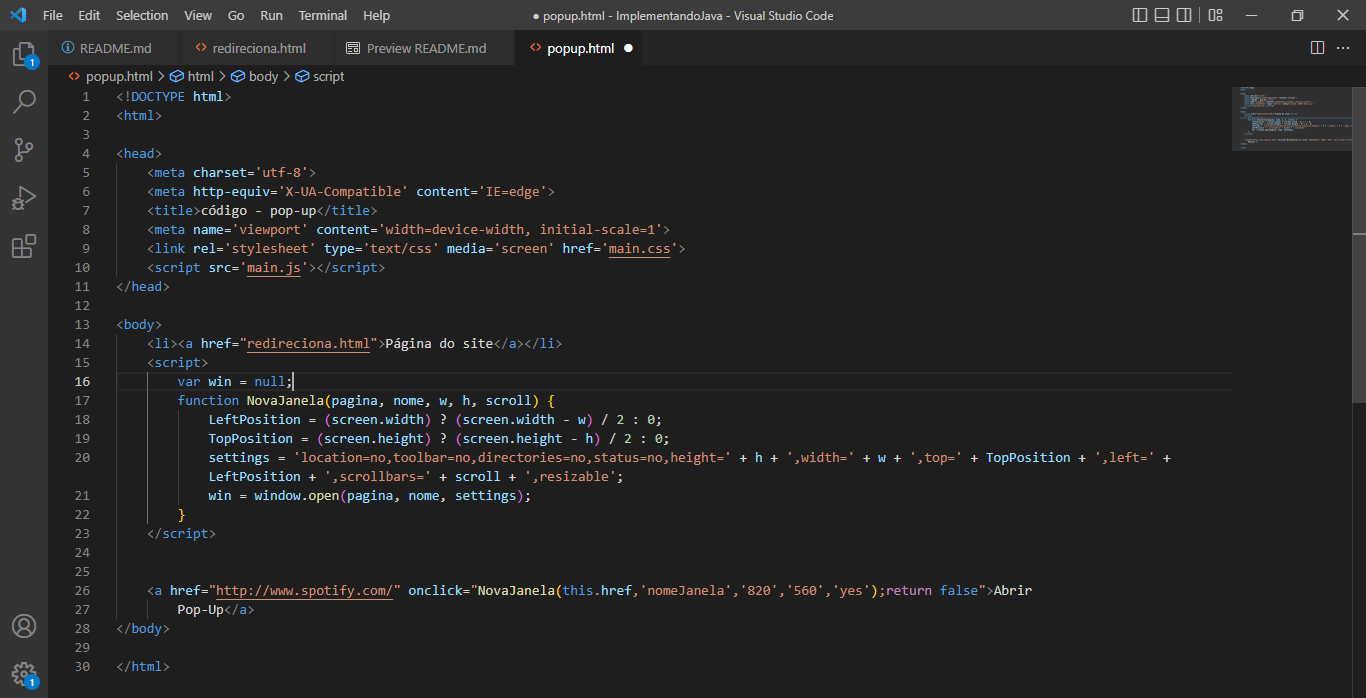 File Edit Selection View Go Run Terminal Help ● popup.html - ImplementandoJava - Visual Studio Code
README.md redireciona.html Preview README.md popup.html
popup.html > html > body > script
1 <!DOCTYPE html>
2 <html>
3
4 <head>
5 <meta charset='utf-8'>
6 <meta http-equiv='X-UA-Compatible' content='IE=edge'>
7 <title>código - pop-up</title>
8 <meta name='viewport' content='width=device-width, initial-scale=1'>
9 <link rel='stylesheet' type='text/css' media='screen' href='main.css'>
10 <script src='main.js'></script>
11 </head>
12
13 <body>
14 <li><a href="redireciona.html">Página do site</a></li>
15 <script>
16 var win = null;
17 function NovaJanela(pagina, nome, w, h, scroll) {
18 LeftPosition = (screen.width) ? (screen.width - w) / 2 : 0;
19 TopPosition = (screen.height) ? (screen.height - h) / 2 : 0;
20 settings = 'location=no,toolbar=no,directories=no,status=no,height=' + h + ',width=' + w + ',top=' + TopPosition + ',left=' +
LeftPosition + ',scrollbars=' + scroll + ',resizable';
21 win = window.open(pagina, nome, settings);
22 }
23 </script>
24
25
26 <a href="http://www.spotify.com/" onclick="NovaJanela(this.href,'nomeJanela','820','560','yes');return false">Abrir
27 Pop-Up</a>
28 </body>
29
30 </html>
1
1